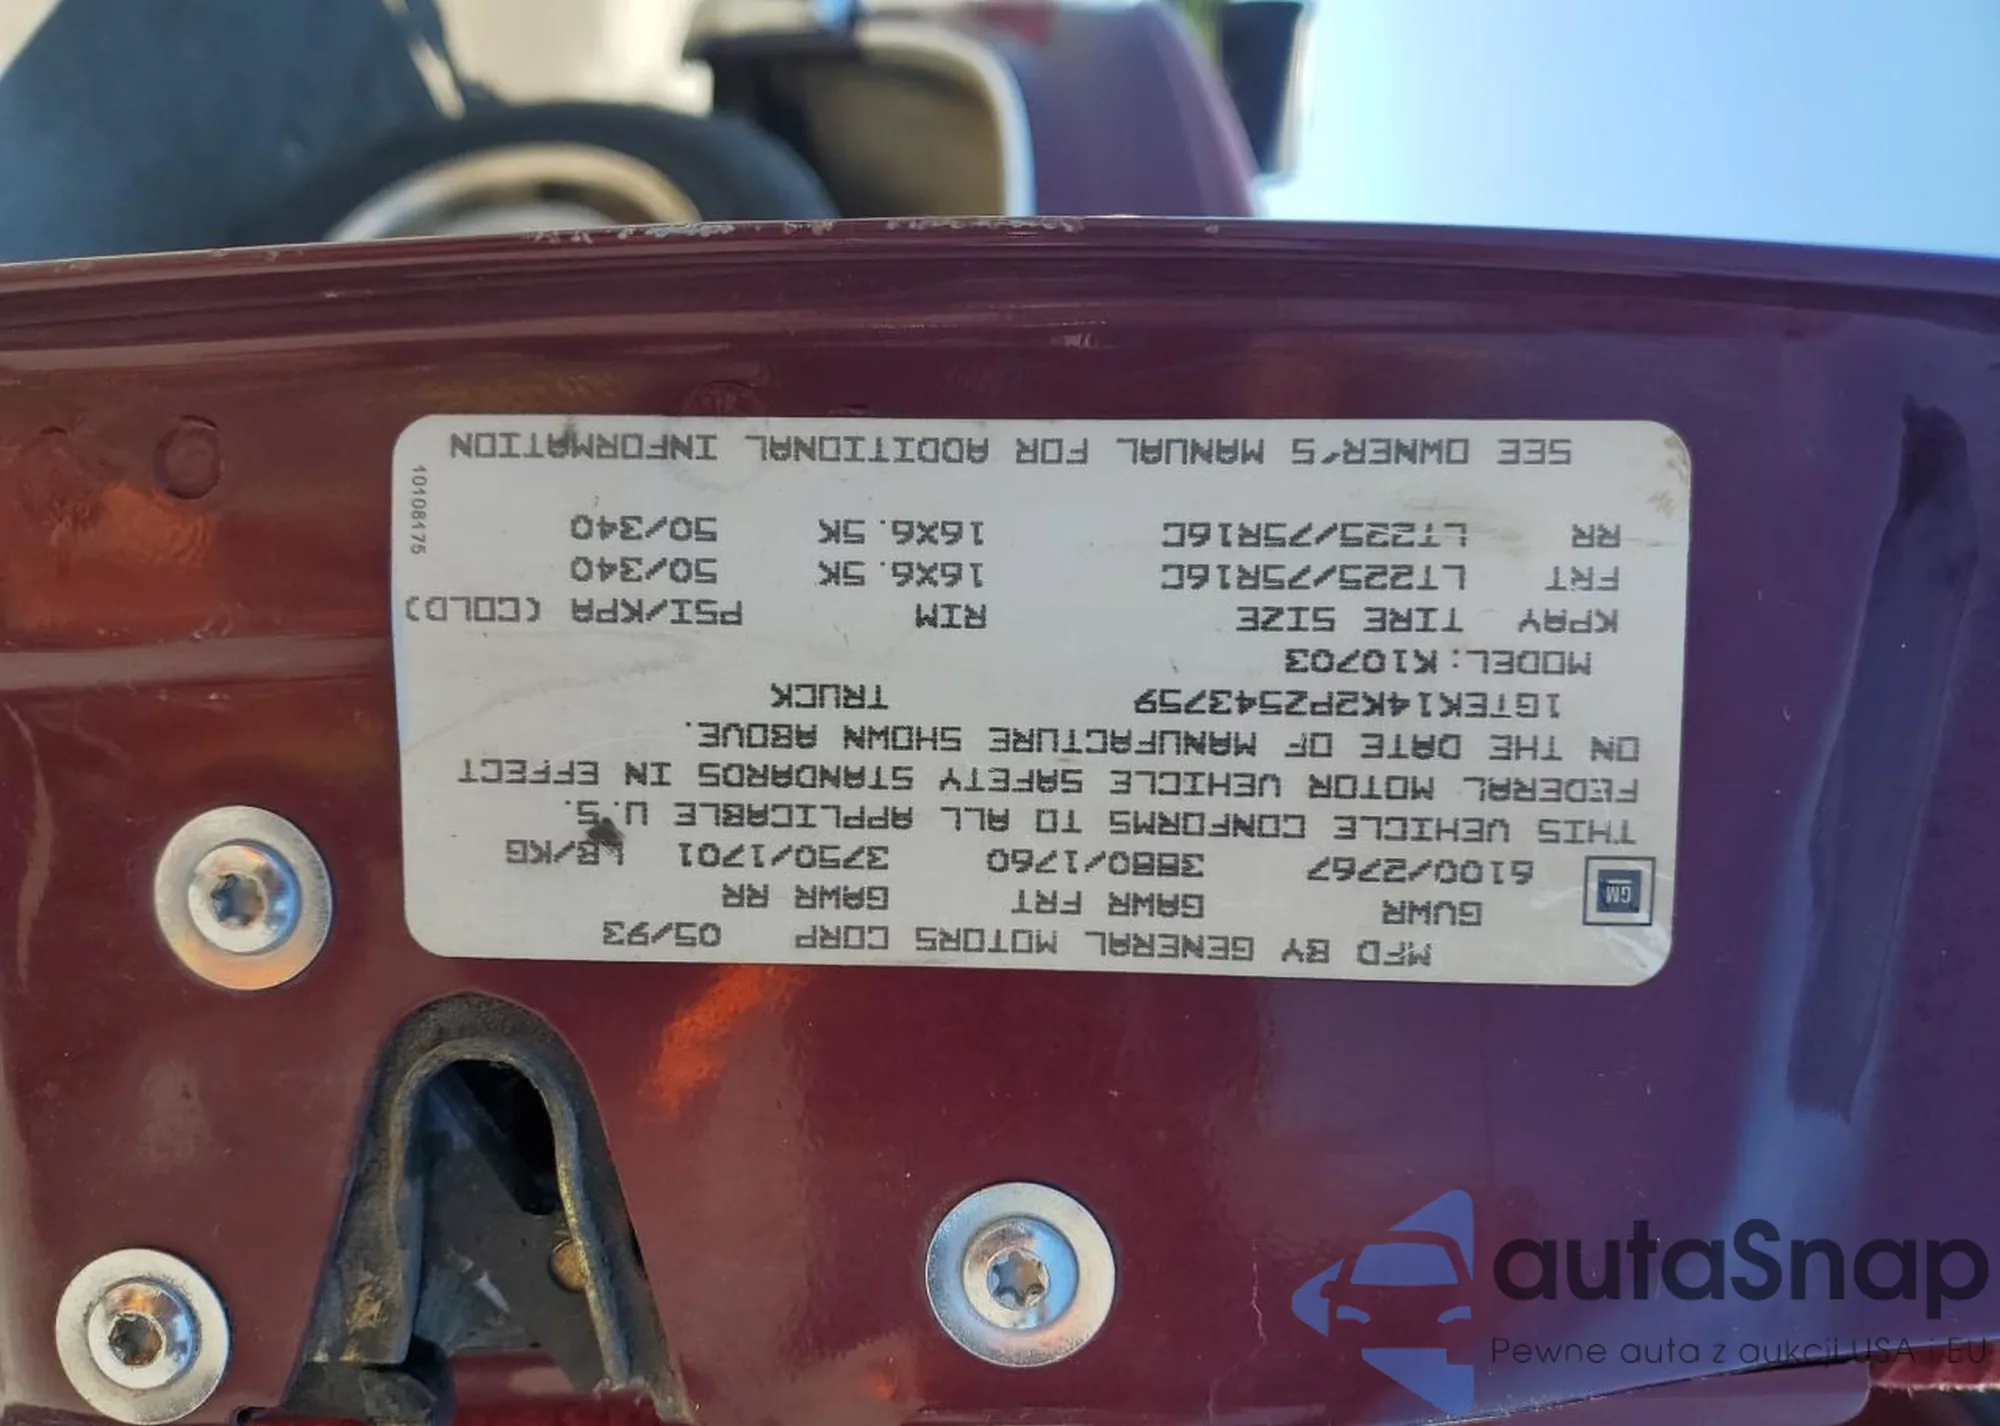 MFD BY GENERAL MOTORS CORP 05/93
GVWR GAWR FRT GAWR RR
GM 6100/2767 3880/1760 3750/1701 LB/KG
THIS VEHICLE CONFORMS TO ALL APPLICABLE U.S.
FEDERAL MOTOR VEHICLE SAFETY STANDARDS IN EFFECT
ON THE DATE OF MANUFACTURE SHOWN ABOVE.
1GTEK14K2PZ543759 TRUCK
MODEL:K10703
KPAY TIRE SIZE RIM PSI/KPA (COLD)
FRT LT225/75R16C 16X6.5K 50/340
RR LT225/75R16C 16X6.5K 50/340
SEE OWNER'S MANUAL FOR ADDITIONAL INFORMATION
10108175
autaSnap
Pewne auta z aukcji USA i EU